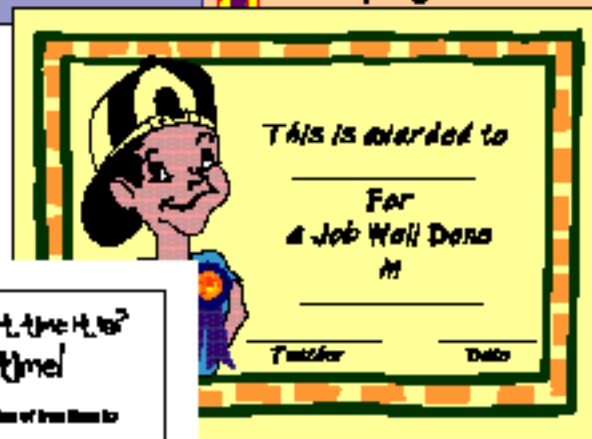 This is awarded to
For
a Job Well Done
in
Teacher Date
time!